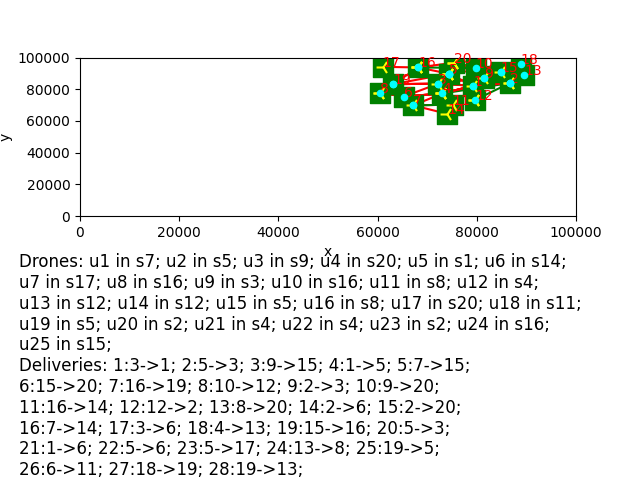 100000
80000
60000
40000
20000
0
y
0 20000 40000 60000 80000 100000
x
20
18
Drones: u1 in s7; u2 in s5; u3 in s9; u4 in s20; u5 in s1; u6 in s14;
u7 in s17; u8 in s16; u9 in s3; u10 in s16; u11 in s8; u12 in s4;
u13 in s12; u14 in s12; u15 in s5; u16 in s8; u17 in s20; u18 in s11;
u19 in s5; u20 in s2; u21 in s4; u22 in s4; u23 in s2; u24 in s16;
u25 in s15;
Deliveries: 1:3->1; 2:5->3; 3:9->15; 4:1->5; 5:7->15;
6:15->20; 7:16->19; 8:10->12; 9:2->3; 10:9->20;
11:16->14; 12:12->2; 13:8->20; 14:2->6; 15:2->20;
16:7->14; 17:3->6; 18:4->13; 19:15->16; 20:5->3;
21:1->6; 22:5->6; 23:5->17; 24:13->8; 25:19->5;
26:6->11; 27:18->19; 28:19->13;